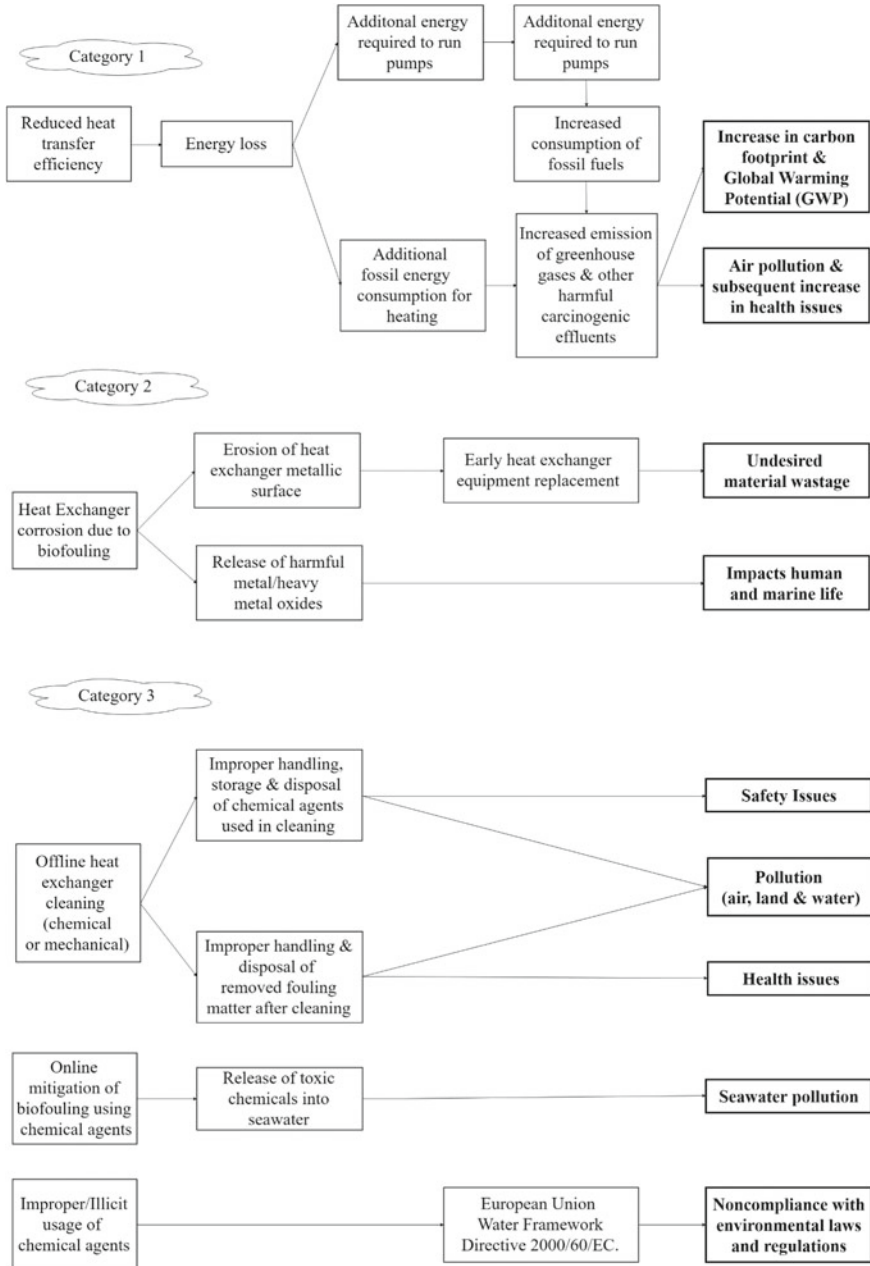 Category 1
Reduced heat
transfer
efficiency
Energy loss
Additonal energy
required to run
pumps
Additonal energy
required to run
pumps
Increased
consumption of
fossil fuels
Additional
fossil energy
consumption for
heating
Increased emission
of greenhouse
gases & other
harmful
carcinogenic
effluents
Increase in carbon
footprint &
Global Warming
Potential (GWP)
Air pollution &
subsequent increase
in health issues
Category 2
Heat Exchanger
corrosion due to
biofouling
Erosion of heat
exchanger metallic
surface
Early heat exchanger
equipment replacement
Undesired
material wastage
Release of harmful
metal/heavy
metal oxides
Impacts human
and marine life
Category 3
Offline heat
exchanger
cleaning
(chemical
or mechanical)
Improper handling,
storage & disposal
of chemical agents
used in cleaning
Improper handling &
disposal of
removed fouling
matter after cleaning
Safety Issues
Pollution
(air, land & water)
Health issues
Online
mitigation of
biofouling using
chemical agents
Release of toxic
chemicals into
seawater
Seawater pollution
Improper/Illicit
usage of
chemical agents
European Union
Water Framework
Directive 2000/60/EC.
Noncompliance with
environmental laws
and regulations